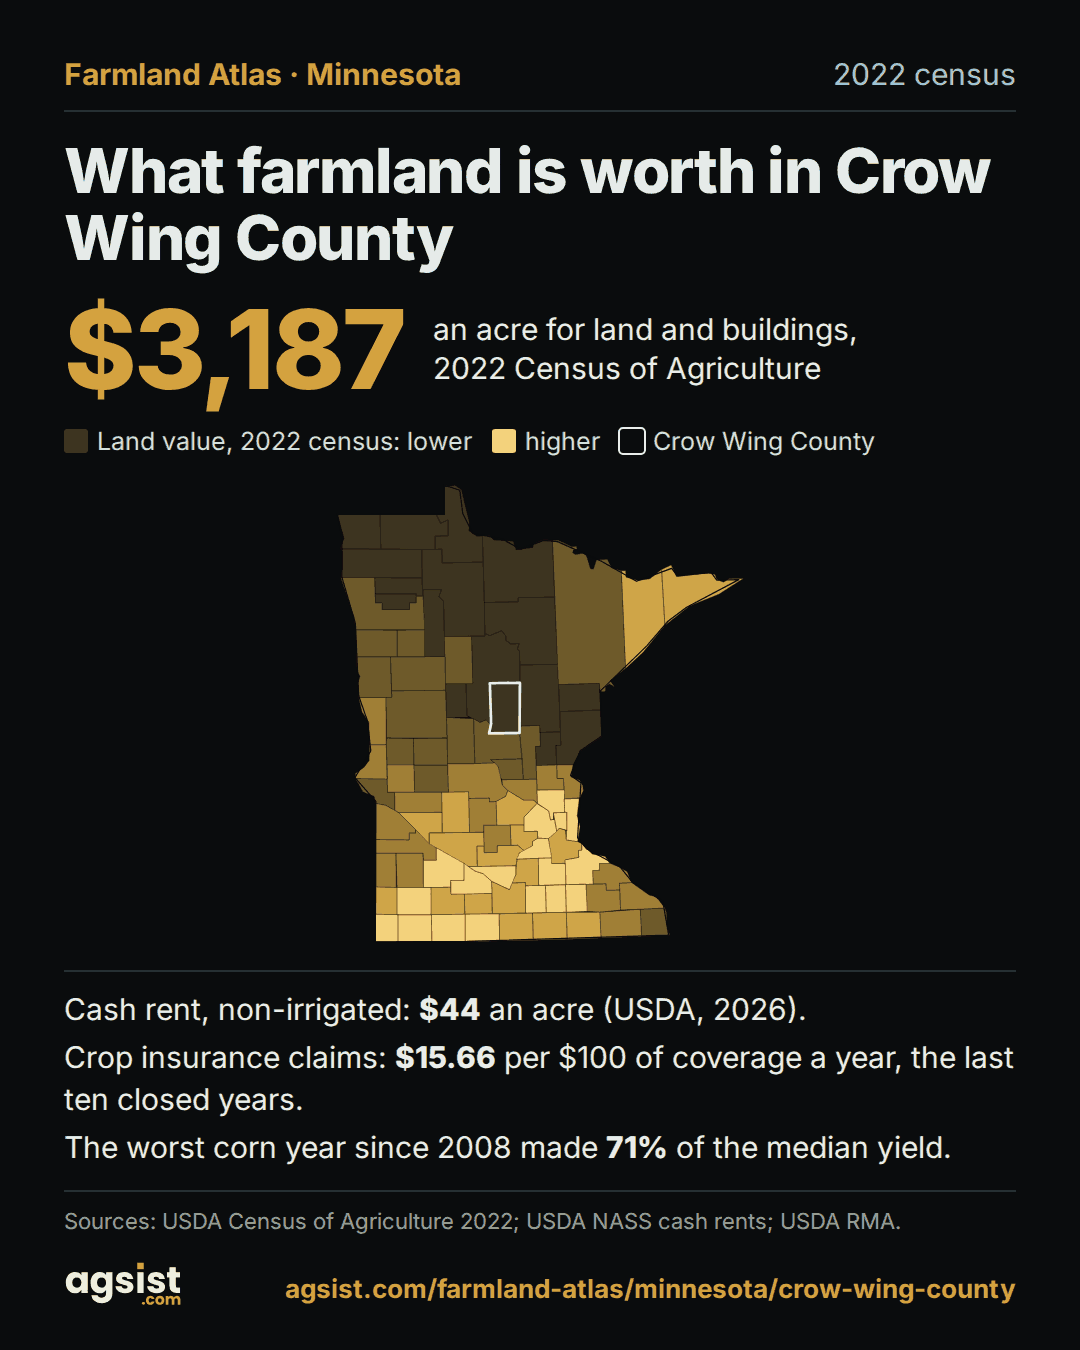 Farmland Atlas · Minnesota
2022 census
What farmland is worth in Crow
Wing County
$3,187
an acre for land and buildings,
2022 Census of Agriculture
Land value, 2022 census: lower
higher
Crow Wing County
Cash rent, non-irrigated: $44 an acre (USDA, 2026).
Crop insurance claims: $15.66 per $100 of coverage a year, the last
ten closed years.
The worst corn year since 2008 made 71% of the median yield.
Sources: USDA Census of Agriculture 2022; USDA NASS cash rents; USDA RMA.
agsist
.com
agsist.com/farmland-atlas/minnesota/crow-wing-county